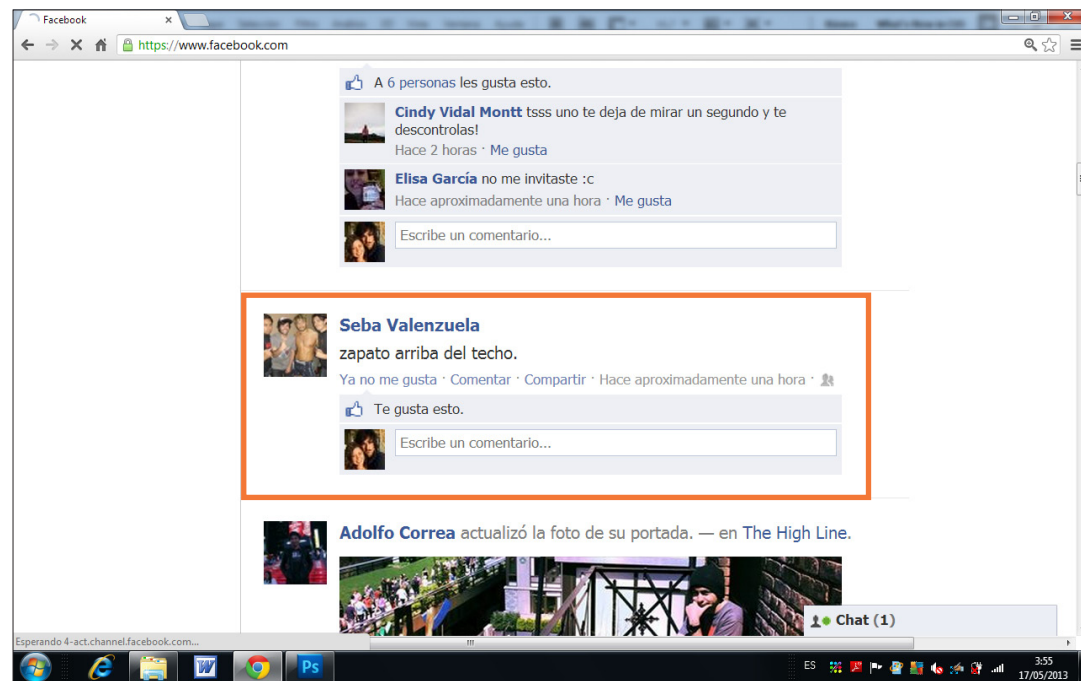 Facebook
https://www.facebook.com
A 6 personas les gusta esto.
Cindy Vidal Montt tsss uno te deja de mirar un segundo y te
descontrolas!
Hace 2 horas · Me gusta
Elisa García no me invitaste :c
Hace aproximadamente una hora · Me gusta
Escribe un comentario...
Seba Valenzuela
zapato arriba del techo.
Ya no me gusta · Comentar · Compartir · Hace aproximadamente una hora ·
Te gusta esto.
Escribe un comentario...
Adolfo Correa actualizó la foto de su portada. — en The High Line.
Chat (1)
Esperando 4-act.channel.facebook.com...
W
Ps
ES
3:55
17/05/2013